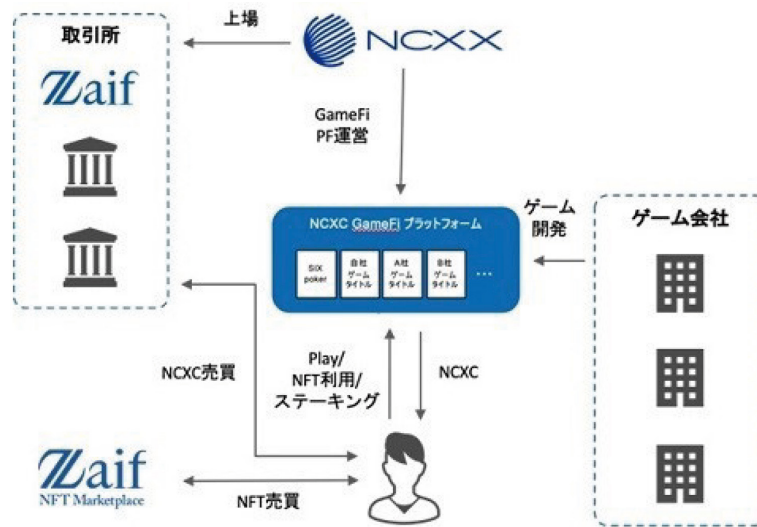 取引所
Zaif
上場
NCXX
GameFi
PF運営
NCXC GameFi プラットフォーム
SIX
poker
自社
ゲーム
タイトル
A社
ゲーム
タイトル
B社
ゲーム
タイトル
…
ゲーム
開発
ゲーム会社
NCXC売買
Play/
NFT利用/
ステーキング
NCXC
Zaif
NFT Marketplace
NFT売買